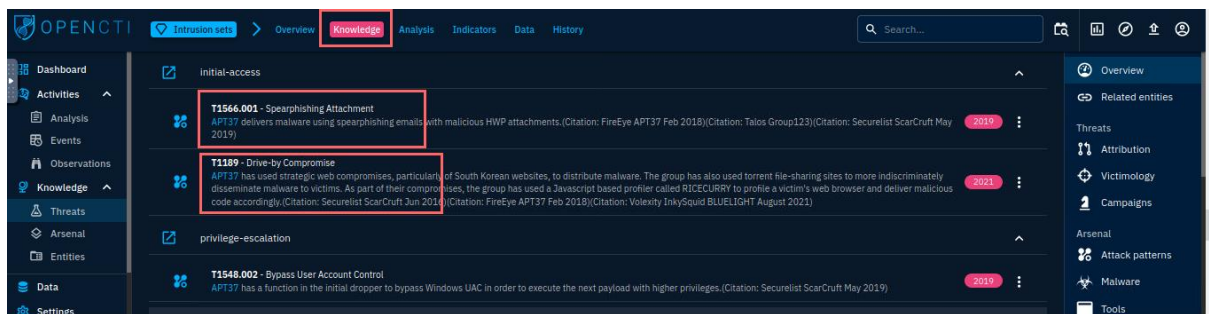 OPENCTI
Intrusion sets
Overview
Knowledge
Analysis
Indicators
Data
History
Search...
Dashboard
Activities
Analysis
Events
Observations
Knowledge
Threats
Arsenal
Entities
Data
Settings
initial-access
T1566.001 - Spearphishing Attachment
APT37 delivers malware using spearphishing emails with malicious HWP attachments.(Citation: FireEye APT37 Feb 2018)(Citation: Talos Group123)(Citation: Securelist ScarCruft May
2019)
2019
T1189 - Drive-by Compromise
APT37 has used strategic web compromises, particularly of South Korean websites, to distribute malware. The group has also used torrent file-sharing sites to more indiscriminately
disseminate malware to victims. As part of their compromises, the group has used a Javascript based profiler called RICECURRY to profile a victim's web browser and deliver malicious
code accordingly.(Citation: Securelist ScarCruft Jun 2016)(Citation: FireEye APT37 Feb 2018)(Citation: Volexity InkySquid BLUELIGHT August 2021)
2021
privilege-escalation
T1548.002 - Bypass User Account Control
APT37 has a function in the initial dropper to bypass Windows UAC in order to execute the next payload with higher privileges.(Citation: Securelist ScarCruft May 2019)
2019
Overview
Related entities
Threats
Attribution
Victimology
Campaigns
Arsenal
Attack patterns
Malware
Tools